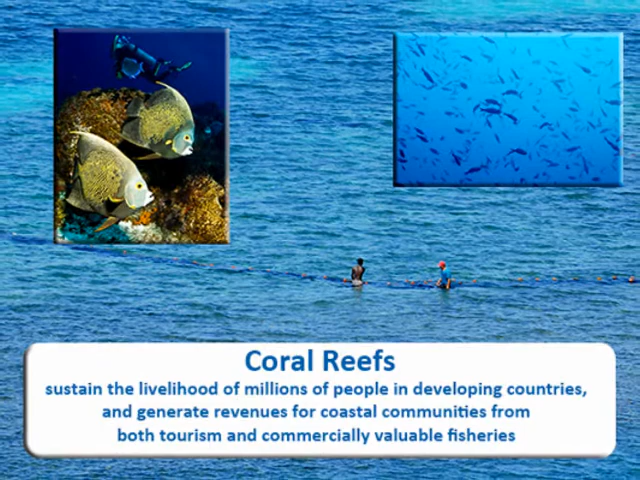 Coral Reefs
sustain the livelihood of millions of people in developing countries,
and generate revenues for coastal communities from
both tourism and commercially valuable fisheries